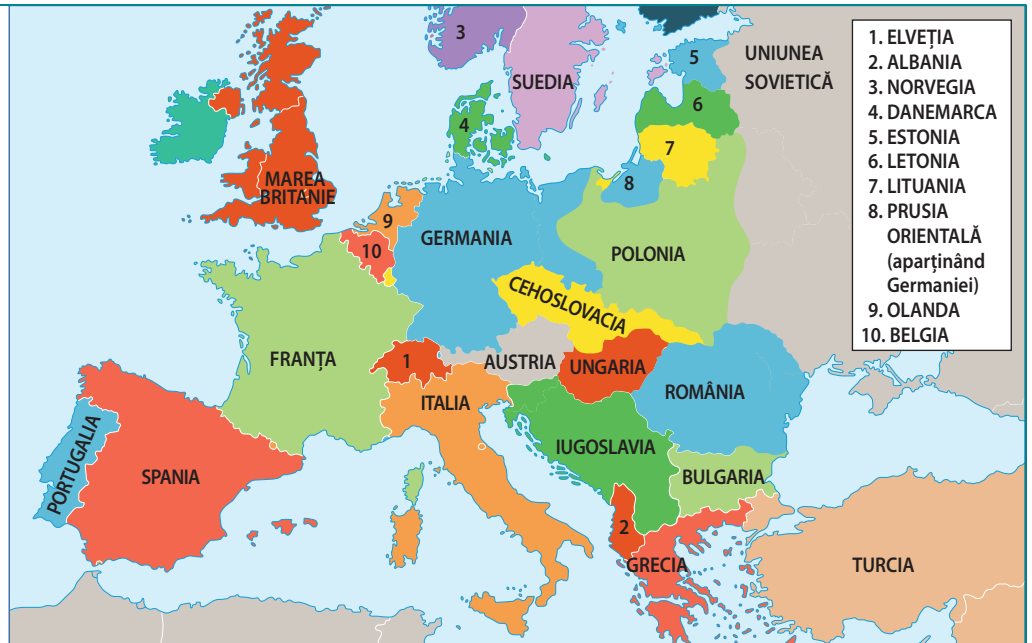 3
SUEDIA
5
UNIUNEA
SOVIETICĂ
4
6
7
8
MAREA
BRITANIE
9
10
GERMANIA
POLONIA
CEHOSLOVACIA
FRANȚA
1
AUSTRIA
UNGARIA
ROMÂNIA
ITALIA
IUGOSLAVIA
BULGARIA
PORTUGALIA
SPANIA
2
GRECIA
TURCIA
1. ELVEȚIA
2. ALBANIA
3. NORVEGIA
4. DANEMARCA
5. ESTONIA
6. LETONIA
7. LITUANIA
8. PRUSIA
ORIENTALĂ
(aparținând
Germaniei)
9. OLANDA
10. BELGIA